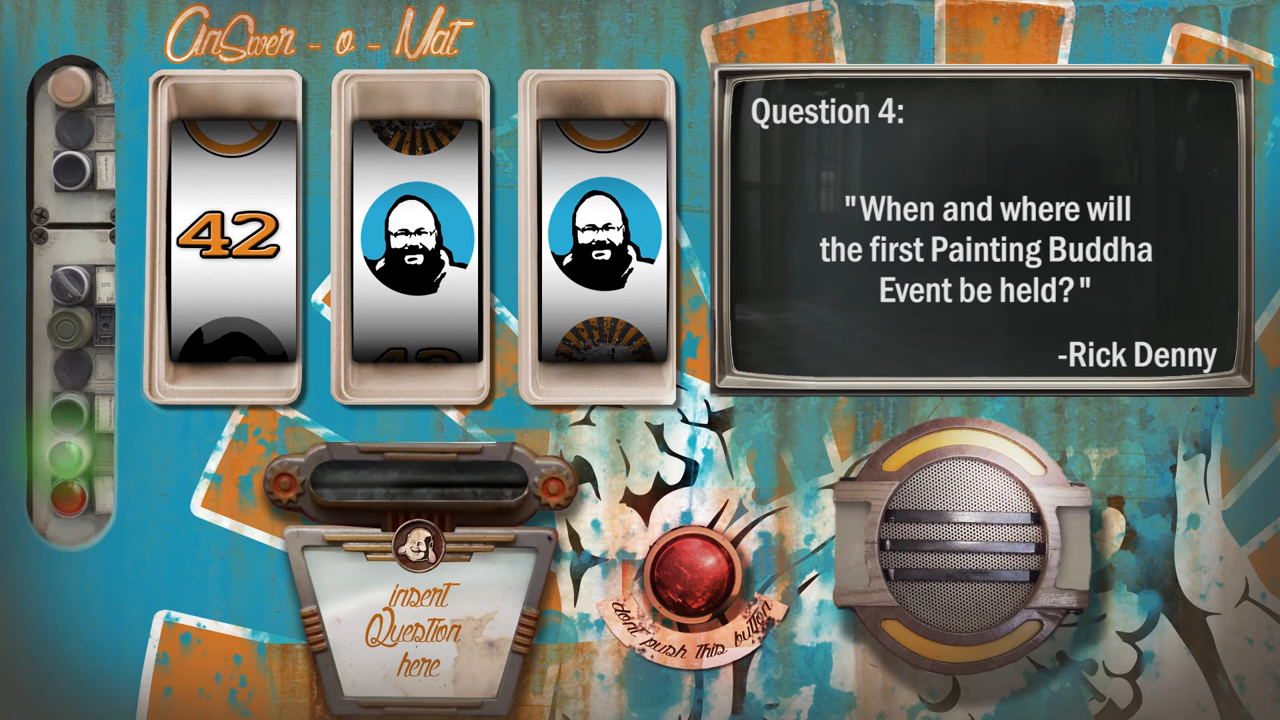 AnSwer - o - Mat
42
Question 4:
"When and where will
the first Painting Buddha
Event be held?"
-Rick Denny
insert
Question
here
dont push this button